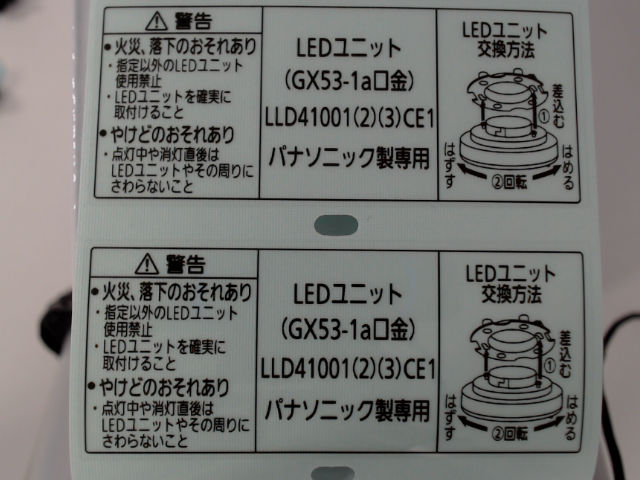 ⚠ 警告
●火災、落下のおそれあり
・指定以外のLEDユニット
使用禁止
・LEDユニットを確実に
取付けること
●やけどのおそれあり
・点灯中や消灯直後は
LEDユニットやその周りに
さわらないこと
LEDユニット
(GX53-1a口金)
LLD41001(2)(3)CE1
パナソニック製専用
LEDユニット
交換方法
差込む
①
はずす
はめる
②回転
⚠ 警告
●火災、落下のおそれあり
・指定以外のLEDユニット
使用禁止
・LEDユニットを確実に
取付けること
●やけどのおそれあり
・点灯中や消灯直後は
LEDユニットやその周りに
さわらないこと
LEDユニット
(GX53-1a口金)
LLD41001(2)(3)CE1
パナソニック製専用
LEDユニット
交換方法
差込む
①
はずす
はめる
②回転